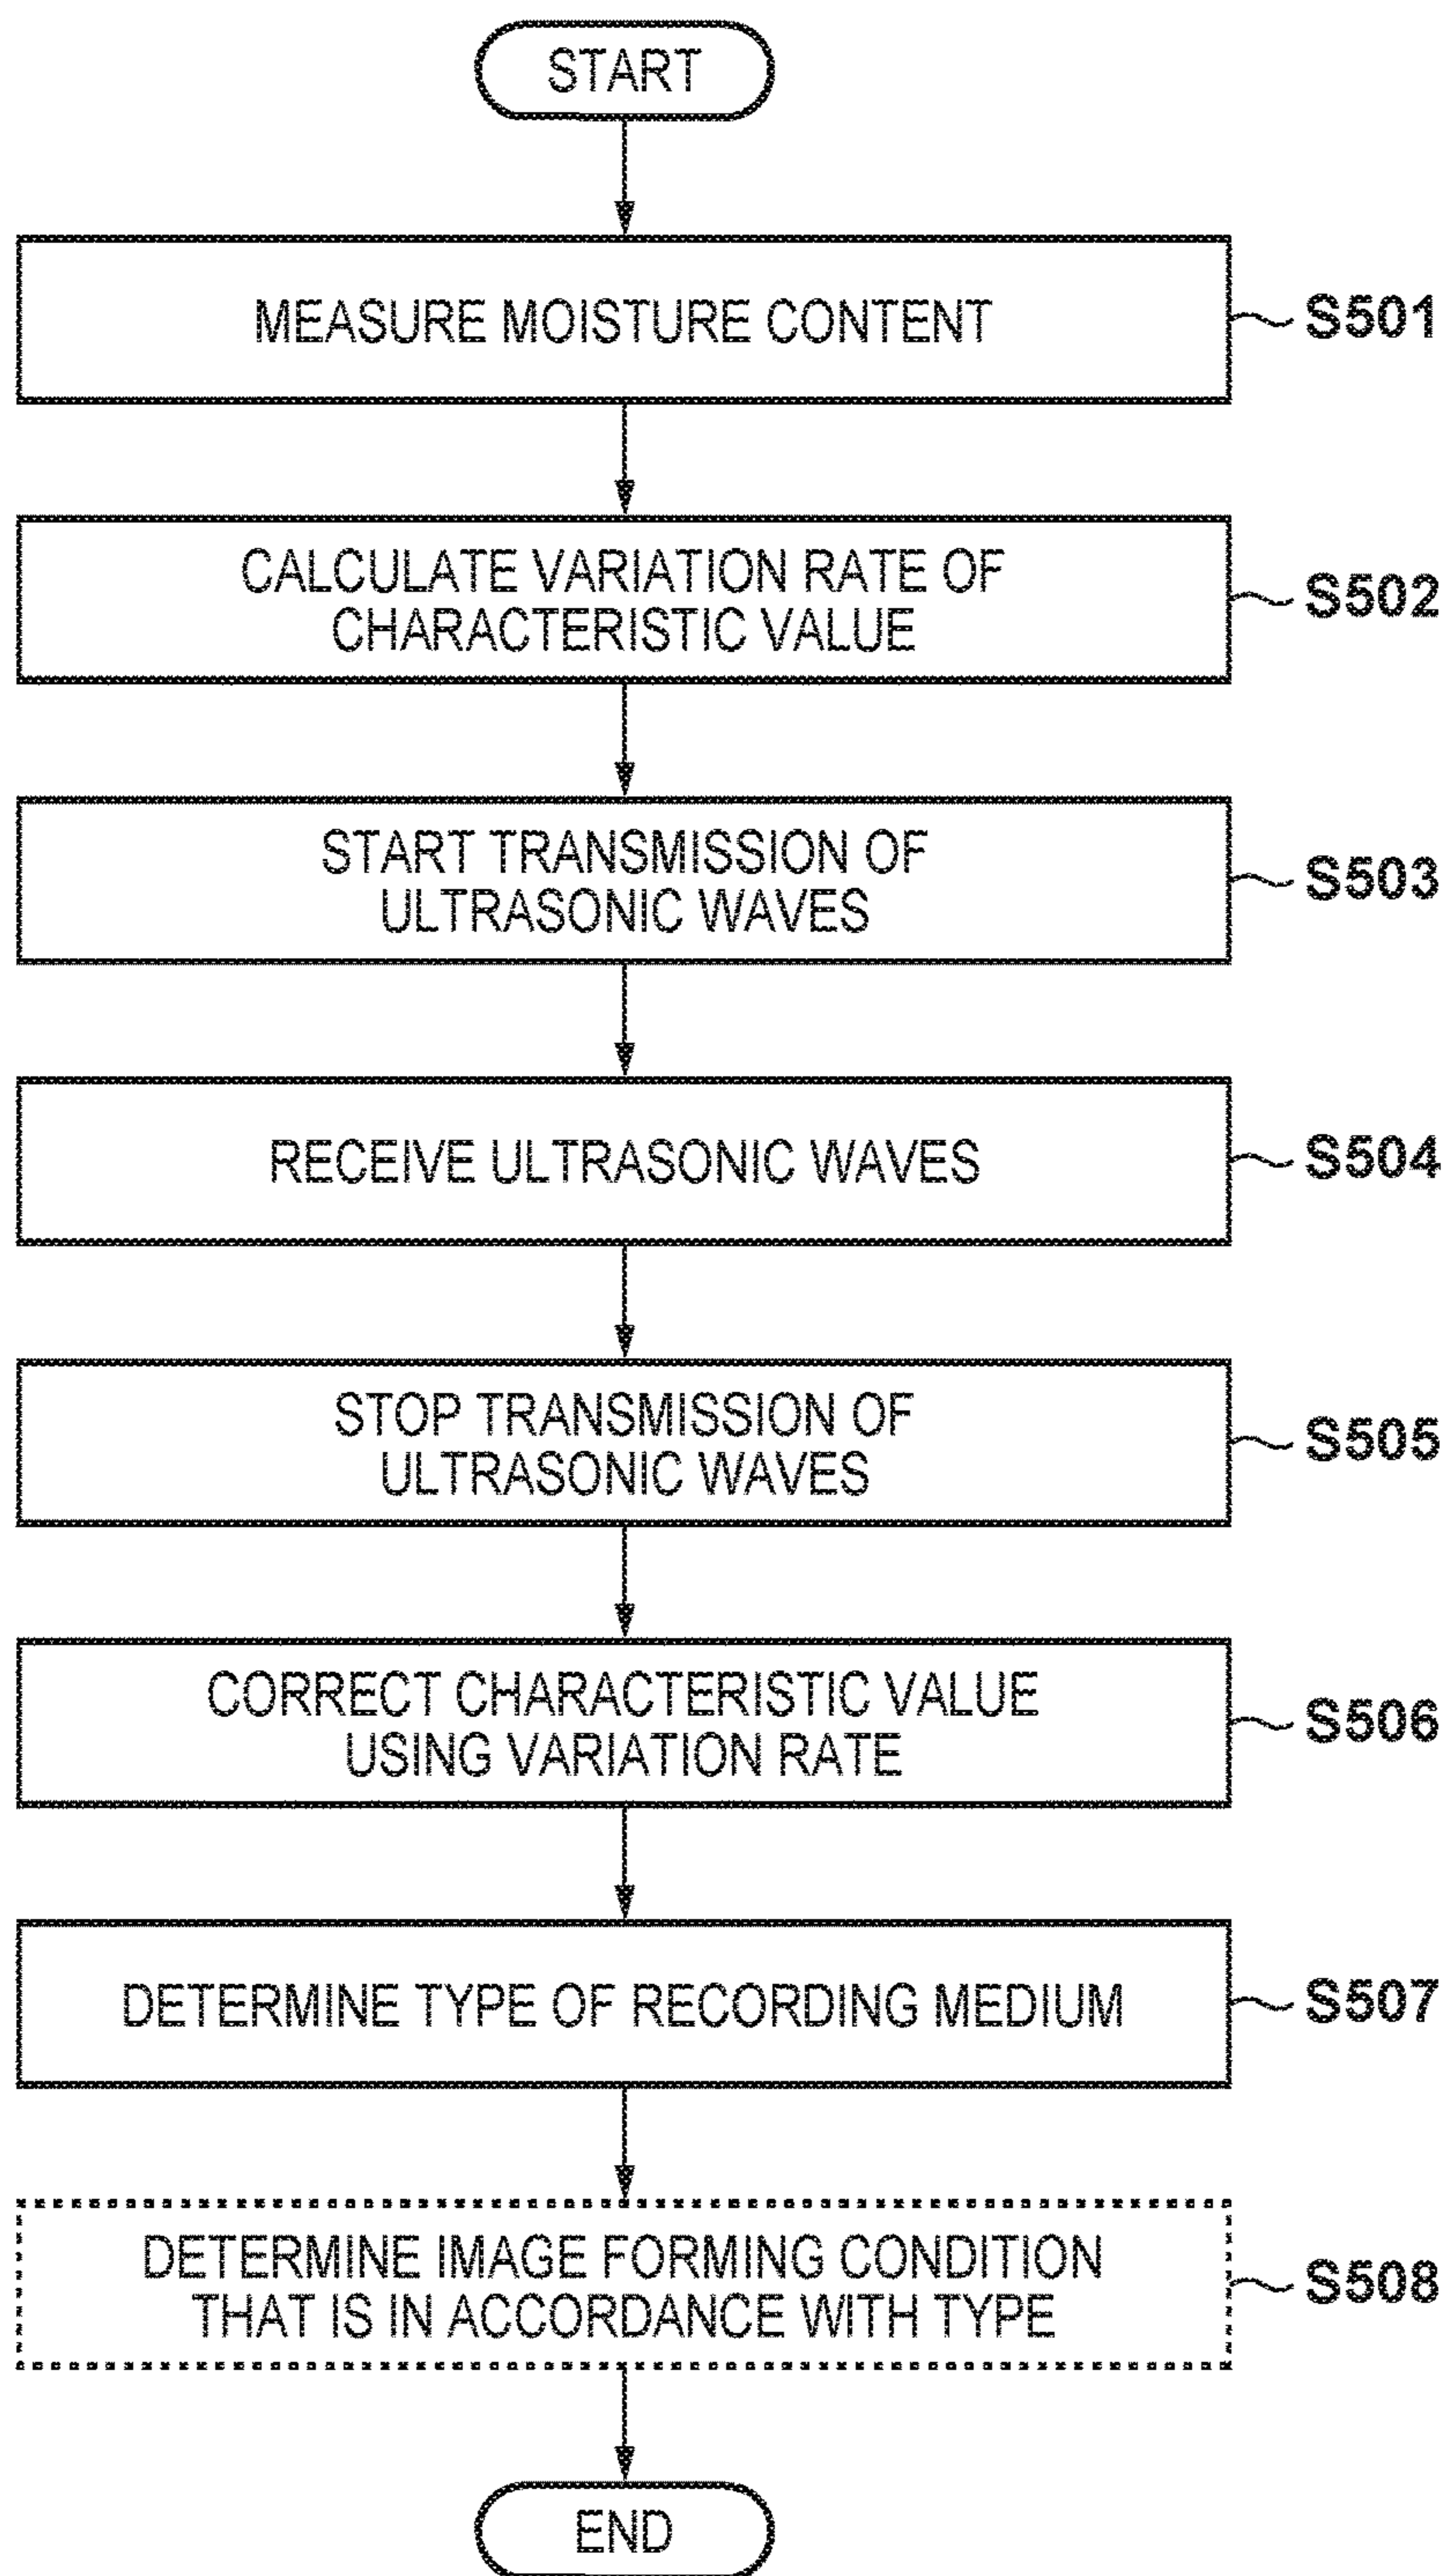 START
MEASURE MOISTURE CONTENT
S501
CALCULATE VARIATION RATE OF
CHARACTERISTIC VALUE
S502
START TRANSMISSION OF
ULTRASONIC WAVES
S503
RECEIVE ULTRASONIC WAVES
S504
STOP TRANSMISSION OF
ULTRASONIC WAVES
S505
CORRECT CHARACTERISTIC VALUE
USING VARIATION RATE
S506
DETERMINE TYPE OF RECORDING MEDIUM
S507
DETERMINE IMAGE FORMING CONDITION
THAT IS IN ACCORDANCE WITH TYPE
S508
END